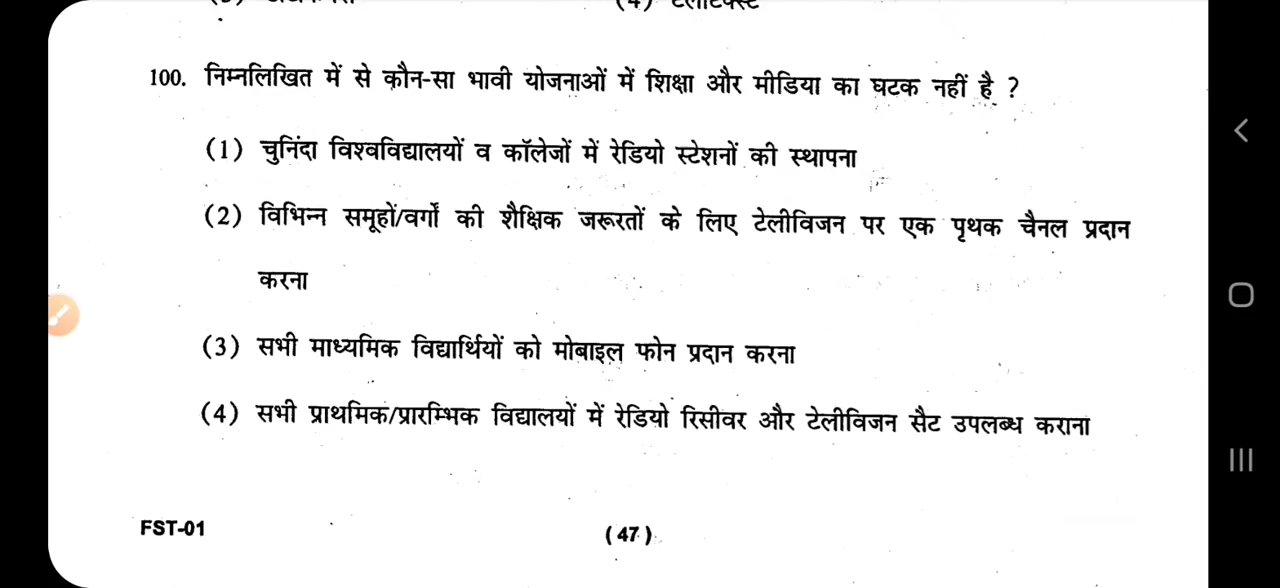 100. निम्नलिखित में से कौन-सा भावी योजनाओं में शिक्षा और मीडिया का घटक नहीं है ?
(1) चुनिंदा विश्वविद्यालयों व कॉलेजों में रेडियो स्टेशनों की स्थापना
(2) विभिन्न समूहों/वर्गों की शैक्षिक जरूरतों के लिए टेलीविजन पर एक पृथक चैनल प्रदान
करना
(3) सभी माध्यमिक विद्यार्थियों को मोबाइल फोन प्रदान करना
(4) सभी प्राथमिक/प्रारम्भिक विद्यालयों में रेडियो रिसीवर और टेलीविजन सैट उपलब्ध कराना
FST-01
(47)